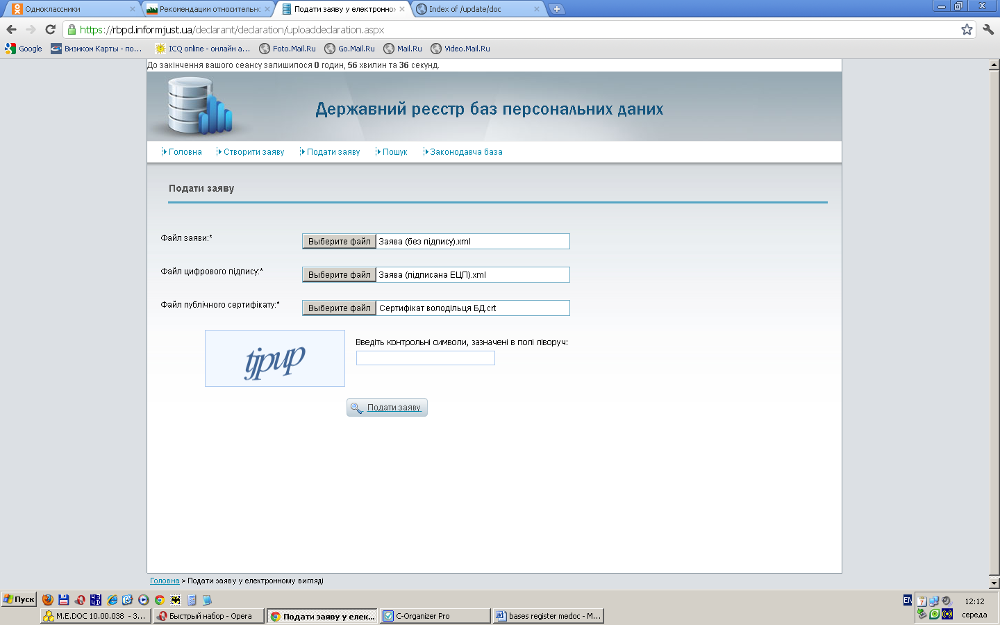 Одноклассники
Рекомендации относительно
Подати заяву у електронном
Index of /update/doc
https://rbpd.informjust.ua/declarant/declaration/uploaddeclaration.aspx
Google
Визиком Карты - по...
ICQ online - онлайн а...
Foto.Mail.Ru
Go.Mail.Ru
Mail.Ru
Video.Mail.Ru
До закінчення вашого сеансу залишилося 0 годин, 56 хвилин та 36 секунд.
Державний реєстр баз персональних даних
Головна
Створити заяву
Подати заяву
Пошук
Законодавча база
Подати заяву
Файл заяви:*
Выберите файл
Заява (без підпису).xml
Файл цифрового підпису:*
Выберите файл
Заява (підписана ЕЦП).xml
Файл публічного сертифікату:*
Выберите файл
Сертифікат володільця БД.crt
tjpup
Введіть контрольні символи, зазначені в полі ліворуч:
Подати заяву
Головна » Подати заяву у електронному вигляді
Пуск
EN
12:12
M.E.DOC 10.00.038 - З...
Быстрый набор - Opera
Подати заяву у елек...
C-Organizer Pro
bases register medoc - M...
середа